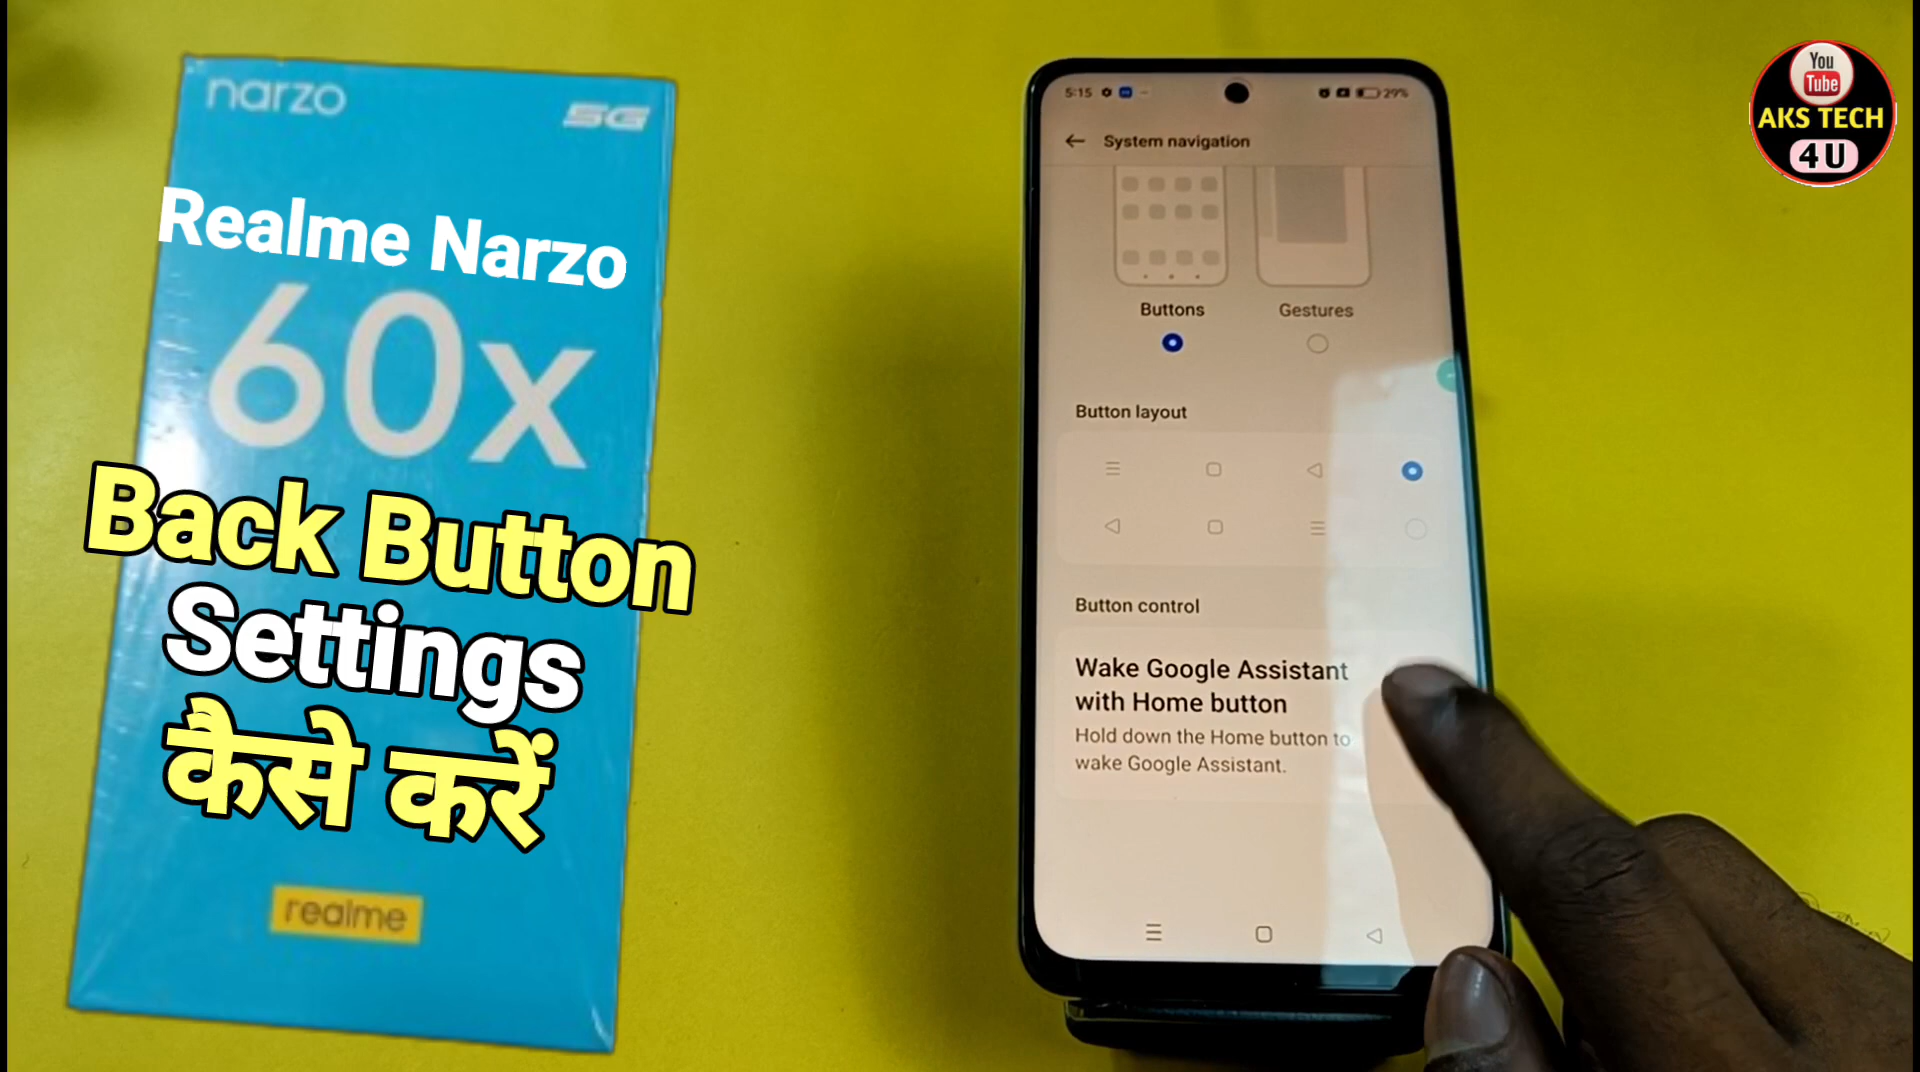 narzo
5G
Realme Narzo
60x
Back Button
Settings
कैसे करें
realme
5:15
29%
System navigation
Buttons
Gestures
Button layout
Button control
Wake Google Assistant
with Home button
Hold down the Home button to
wake Google Assistant.
You
Tube
AKS TECH
4 U